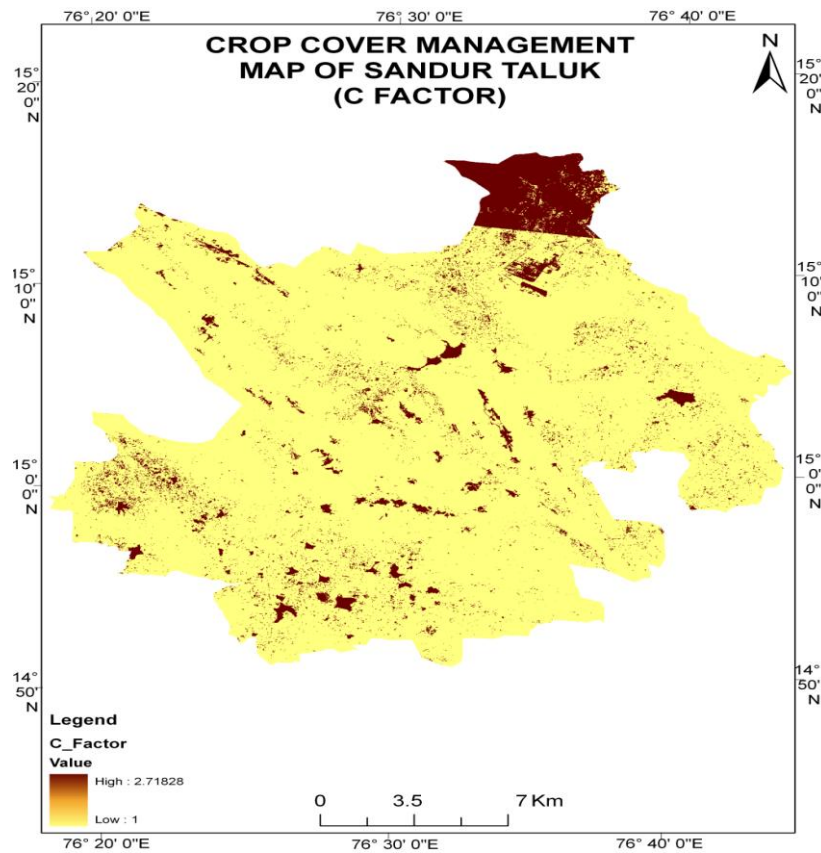 76° 20' 0"E 76° 30' 0"E 76° 40' 0"E
CROP COVER MANAGEMENT
MAP OF SANDUR TALUK
(C FACTOR)
N
15°
20'
0"
N
15°
20'
0"
N
15°
10'
0"
N
15°
10'
0"
N
15°
0'
0"
N
15°
0'
0"
N
14°
50'
N
14°
50'
N
Legend
C_Factor
Value
High : 2.71828
Low : 1
0 3.5 7 Km
76° 20' 0"E 76° 30' 0"E 76° 40' 0"E